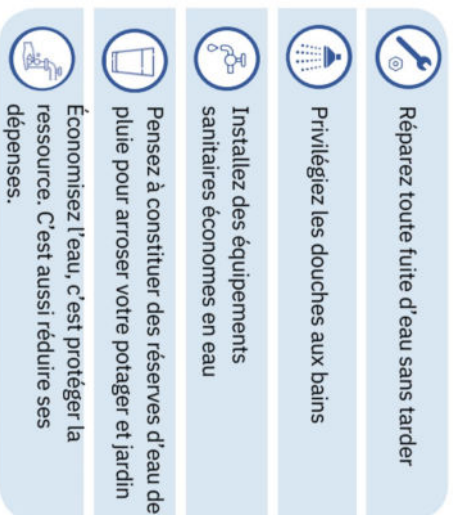 Réparez toute fuite d'eau sans tarder
Privilégiez les douches aux bains
Installez des équipements
sanitaires économes en eau
Pensez à constituer des réserves d'eau de
pluie pour arroser votre potager et jardin
Économisez l'eau, c'est protéger la
ressource. C'est aussi réduire ses
dépenses.